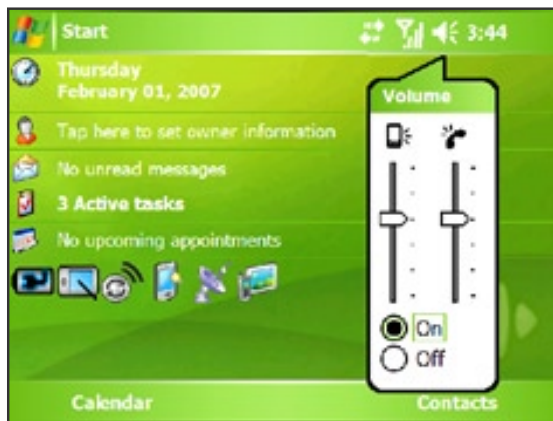 Start 3:44
Thursday
February 01, 2007
Volume
Tap here to set owner information
No unread messages
3 Active tasks
No upcoming appointments
On
Off
Calendar Contacts